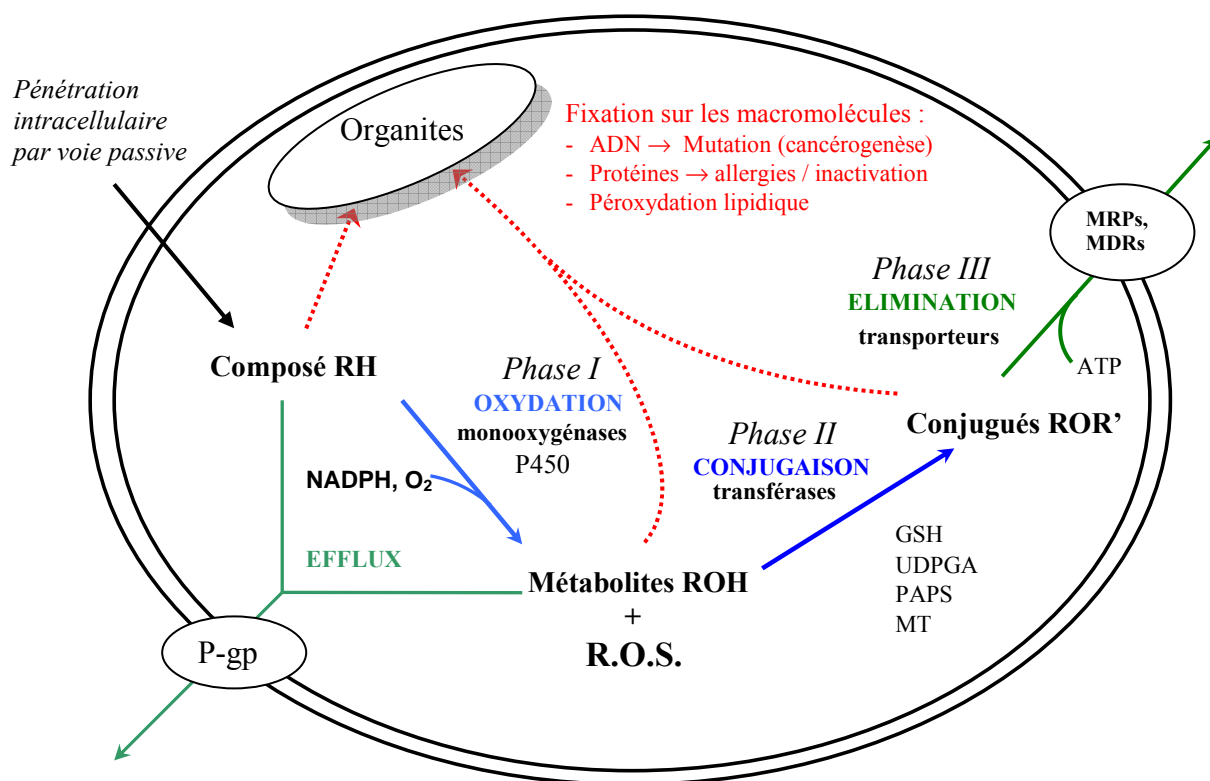 Pénétration
intracellulaire
par voie passive
Organites
Fixation sur les macromolécules :
- ADN → Mutation (cancérogenèse)
- Protéines → allergies / inactivation
- Péroxydation lipidique
MRPs,
MDRs
Phase III
ELIMINATION
transporteurs
ATP
Composé RH
Phase I
OXYDATION
monooxygénases
P450
NADPH, O₂
Phase II
CONJUGAISON
transférases
Conjugués ROR’
GSH
UDPGA
PAPS
MT
EFFLUX
Métabolites ROH
+
R.O.S.
P-gp